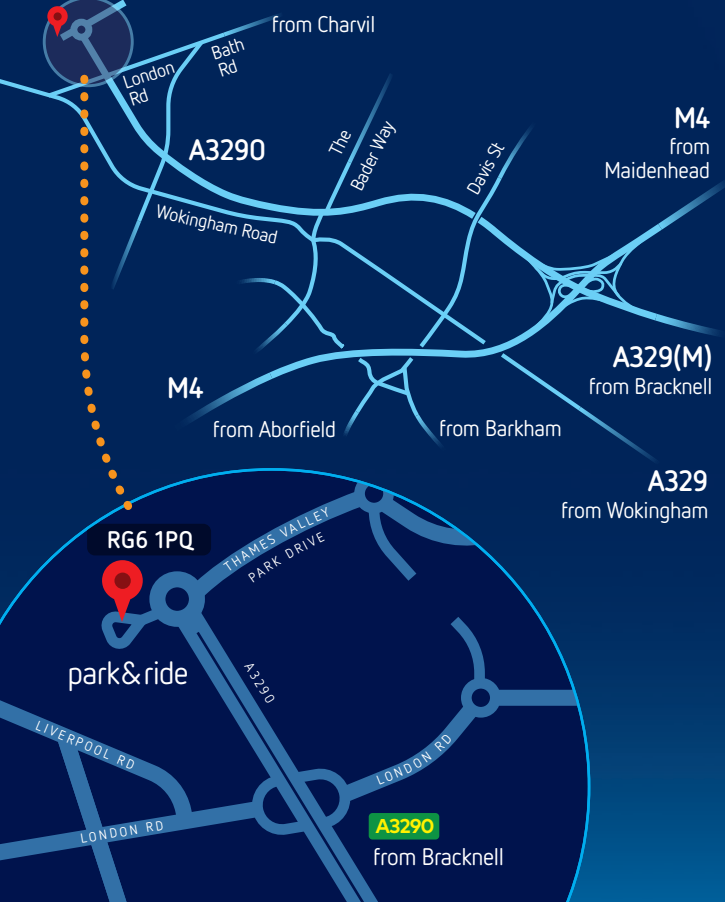 from Charvil
Bath
Rd
London
Rd
A3290
The
Bader Way
Davis St
M4
from
Maidenhead
Wokingham Road
A329(M)
from Bracknell
M4
from Aborfield
from Barkham
A329
from Wokingham
RG6 1PQ
THAMES VALLEY
PARK DRIVE
park&ride
A3290
LIVERPOOL RD
LONDON RD
LONDON RD
A3290
from Bracknell